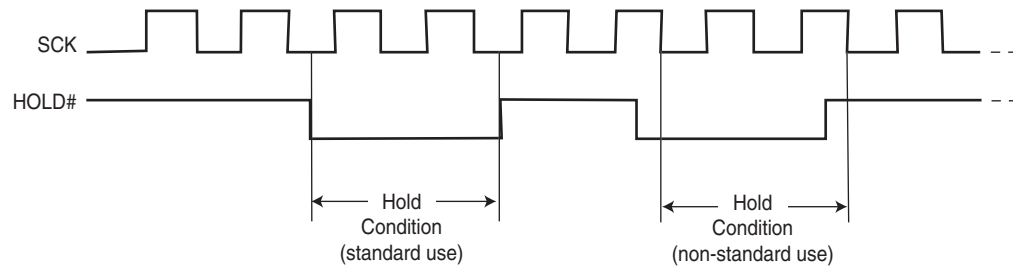 SCK
HOLD#
Hold
Condition
(standard use)
Hold
Condition
(non-standard use)